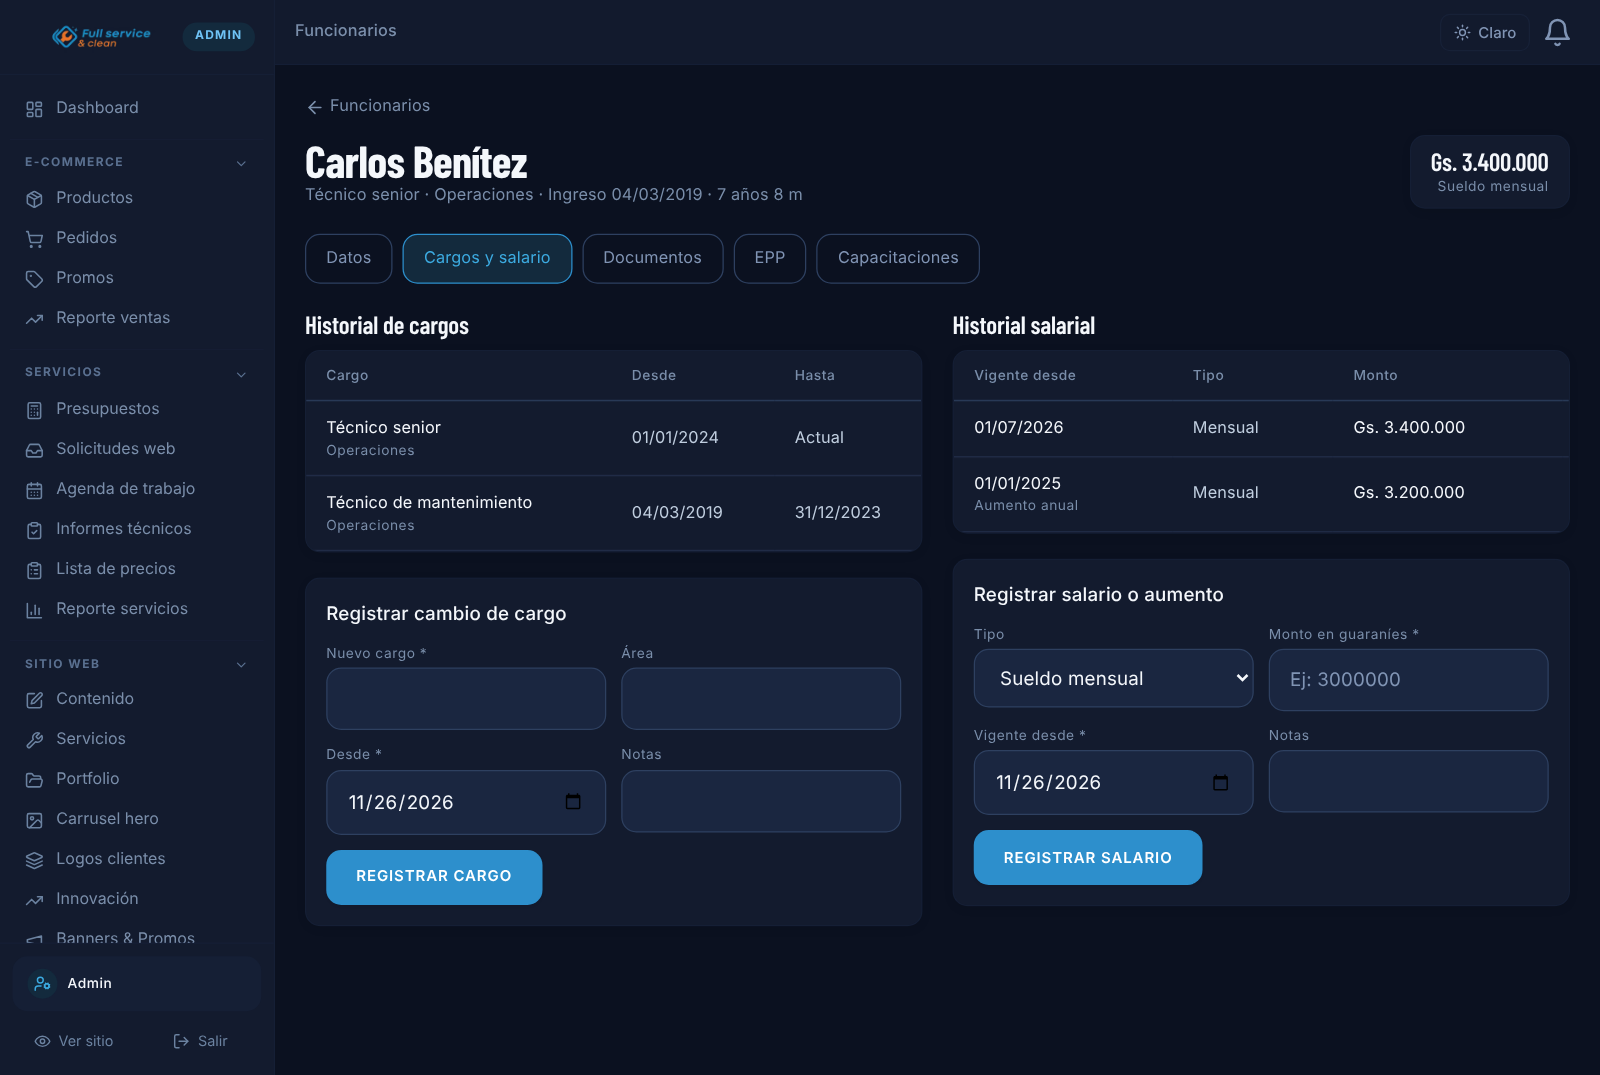 Full service
& clean
ADMIN
Dashboard
E-COMMERCE
Productos
Pedidos
Promos
Reporte ventas
SERVICIOS
Presupuestos
Solicitudes web
Agenda de trabajo
Informes técnicos
Lista de precios
Reporte servicios
SITIO WEB
Contenido
Servicios
Portfolio
Carrusel hero
Logos clientes
Innovación
Banners & Promos
Admin
Ver sitio
Salir
Funcionarios
Claro
Funcionarios
Carlos Benítez
Técnico senior · Operaciones · Ingreso 04/03/2019 · 7 años 8 m
Gs. 3.400.000
Sueldo mensual
Datos
Cargos y salario
Documentos
EPP
Capacitaciones
Historial de cargos
Cargo Desde Hasta
Técnico senior
Operaciones
01/01/2024 Actual
Técnico de mantenimiento
Operaciones
04/03/2019 31/12/2023
Registrar cambio de cargo
Nuevo cargo * Área
Desde * Notas
11/26/2026
REGISTRAR CARGO
Historial salarial
Vigente desde Tipo Monto
01/07/2026 Mensual Gs. 3.400.000
01/01/2025
Aumento anual
Mensual Gs. 3.200.000
Registrar salario o aumento
Tipo Monto en guaraníes *
Sueldo mensual Ej: 3000000
Vigente desde * Notas
11/26/2026
REGISTRAR SALARIO